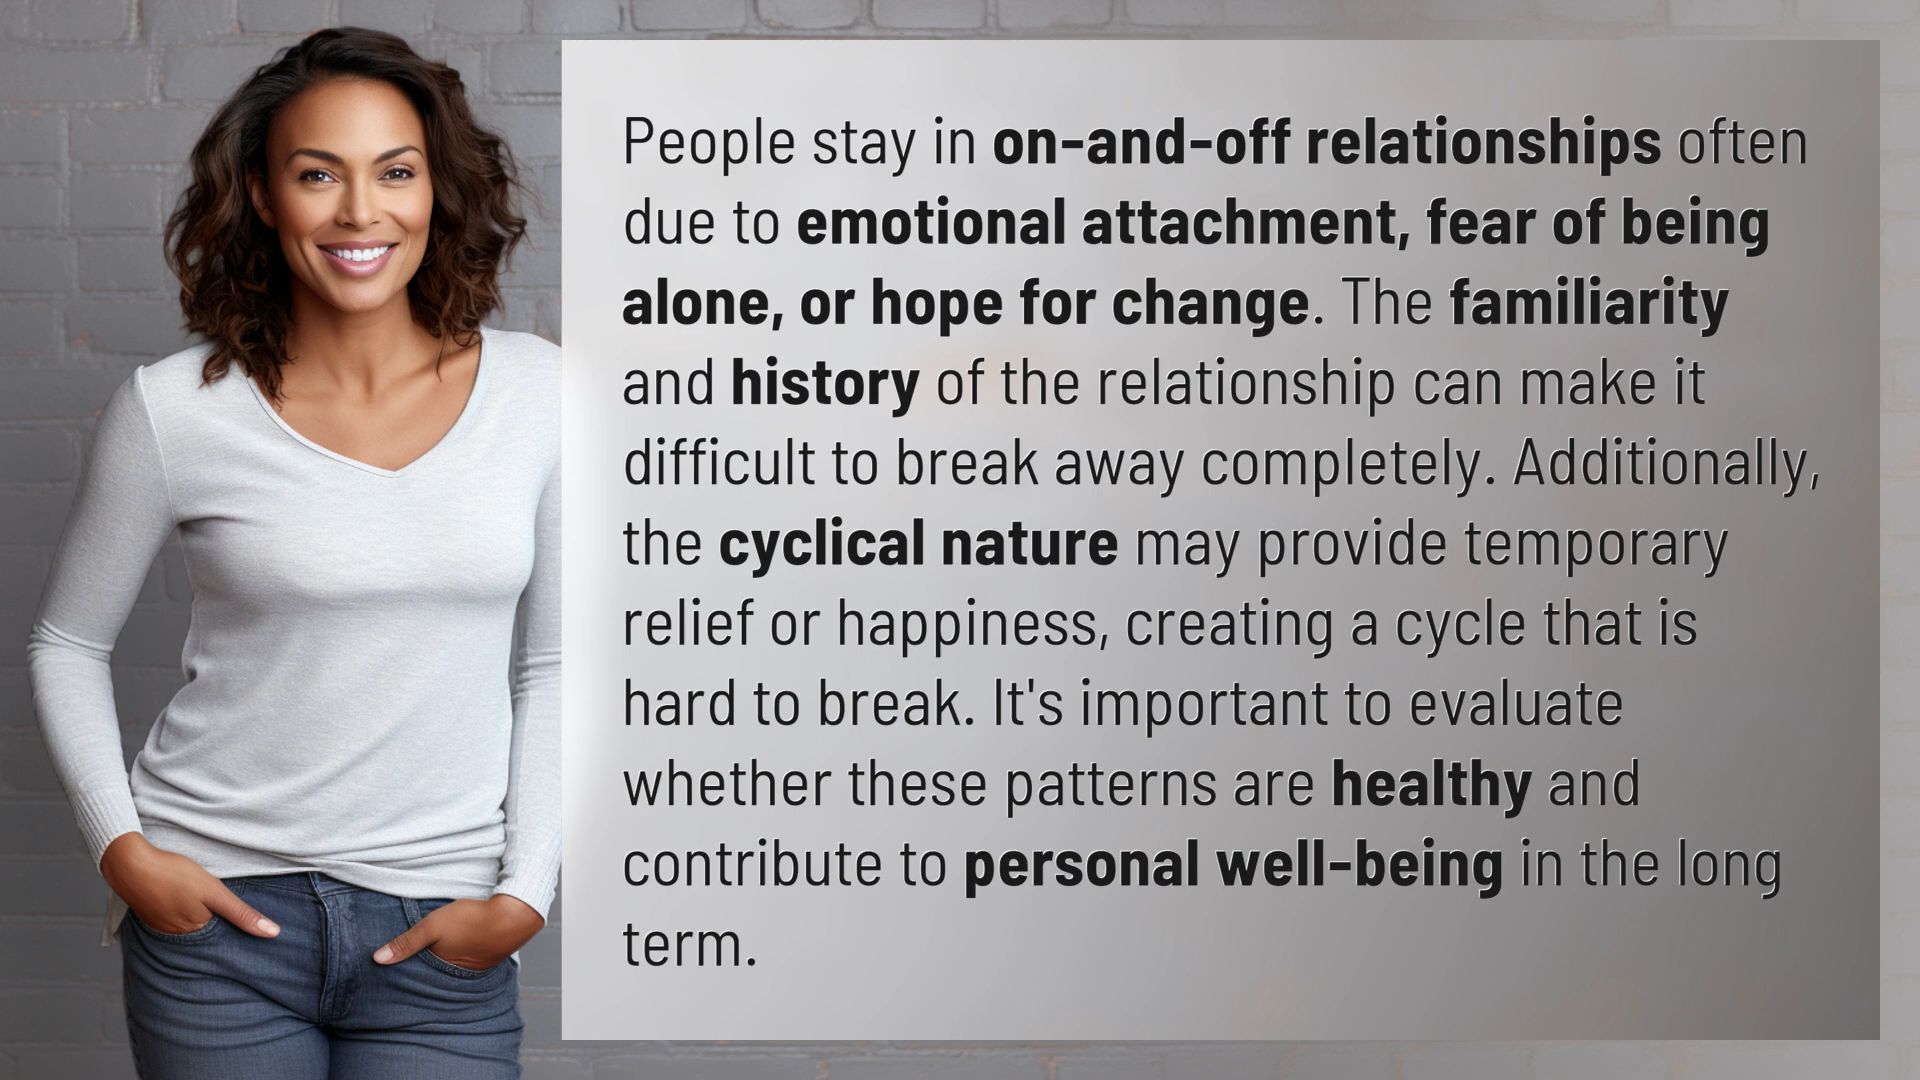 People stay in on-and-off relationships often
due to emotional attachment, fear of being
alone, or hope for change. The familiarity
and history of the relationship can make it
difficult to break away completely. Additionally,
the cyclical nature may provide temporary
relief or happiness, creating a cycle that is
hard to break. It's important to evaluate
whether these patterns are healthy and
contribute to personal well-being in the long
term.